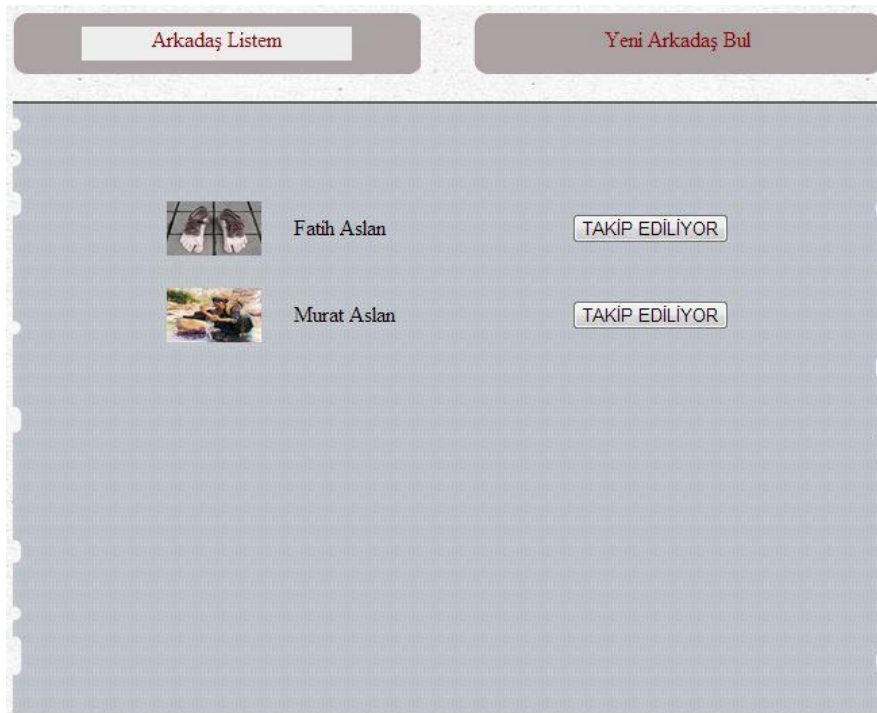 Arkadaş Listem
Yeni Arkadaş Bul
Fatih Aslan
TAKİP EDİLİYOR
Murat Aslan
TAKİP EDİLİYOR